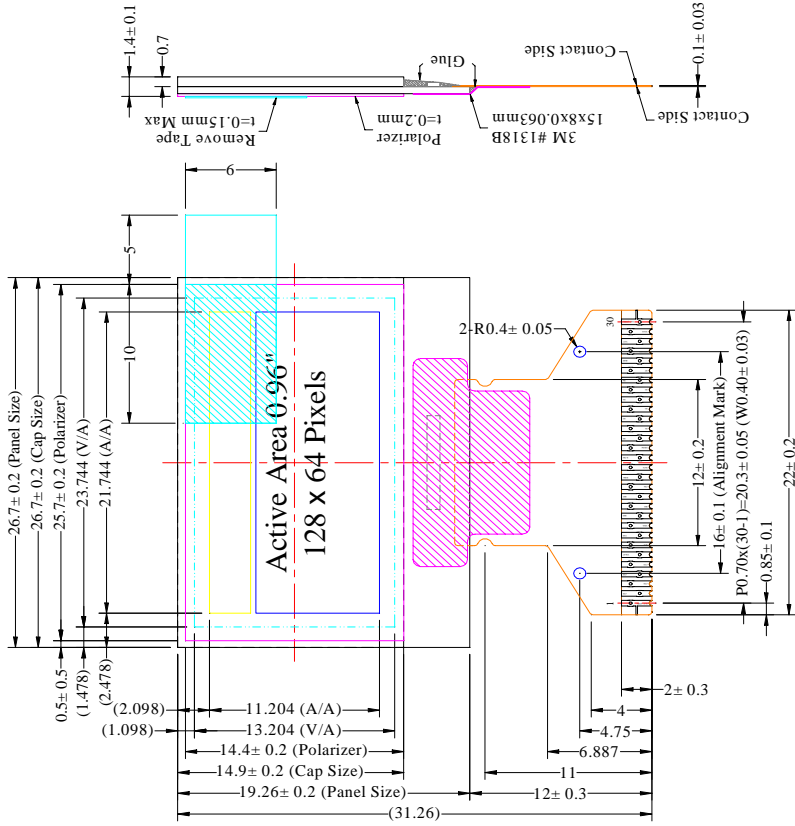 1.4± 0.1
0.7
Remove Tape
t=0.15mm Max
Polarizer
t=0.2mm
Glue
3M #1318B
15x8x0.063mm
Contact Side
Contact Side
0.1± 0.03
6
5
10
26.7± 0.2 (Panel Size)
26.7± 0.2 (Cap Size)
25.7± 0.2 (Polarizer)
23.744 (V/A)
21.744 (A/A)
Active Area 0.96"
128 x 64 Pixels
2-R0.4± 0.05
30
1
12± 0.2
16± 0.1 (Alignment Mark)
P0.70x(30-1)=20.3± 0.05 (W0.40± 0.03)
0.85± 0.1
22± 0.2
0.5± 0.5
(1.478)
(2.478)
(2.098)
11.204 (A/A)
(1.098)
13.204 (V/A)
14.4± 0.2 (Polarizer)
14.9± 0.2 (Cap Size)
19.26± 0.2 (Panel Size)
(31.26)
2± 0.3
4
4.75
6.887
11
12± 0.3